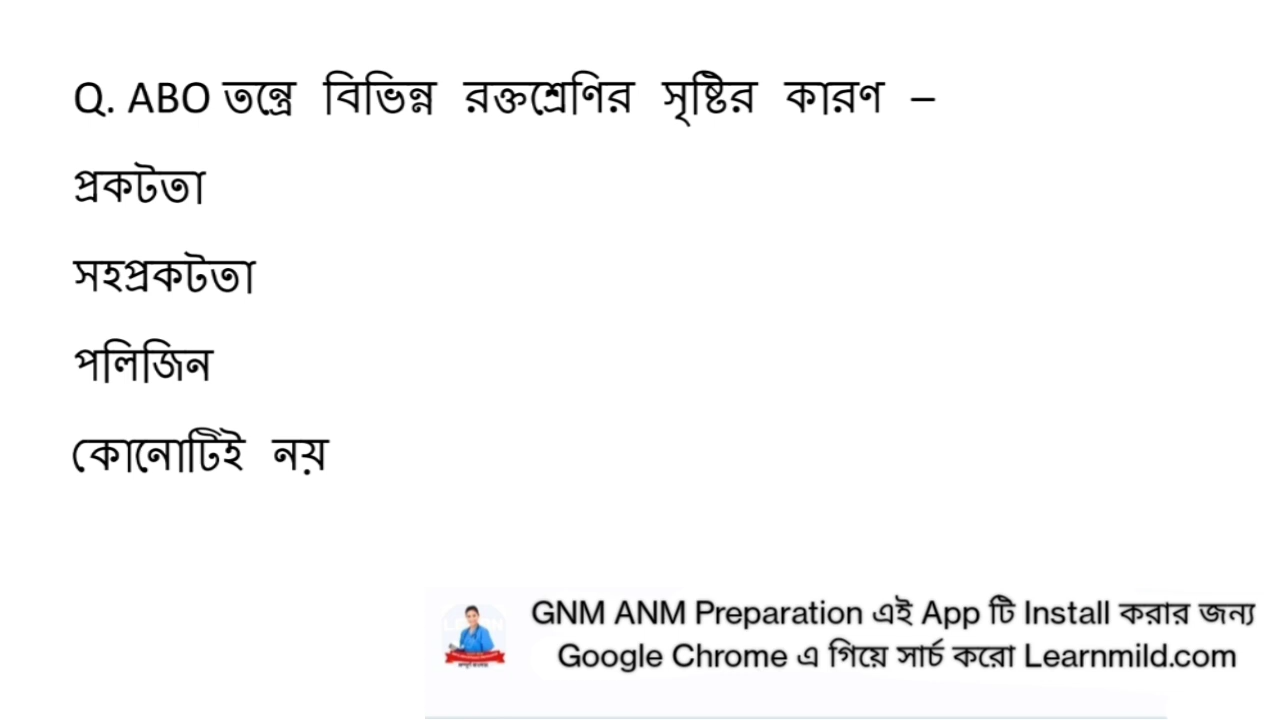 Q. ABO তন্ত্রে বিভিন্ন রক্তশ্রেণির সৃষ্টির কারণ –
প্রকটতা
সহপ্রকটতা
পলিজিন
কোনোটিই নয়
GNM ANM Preparation এই App টি Install করার জন্য
Google Chrome এ গিয়ে সার্চ করো Learnmild.com